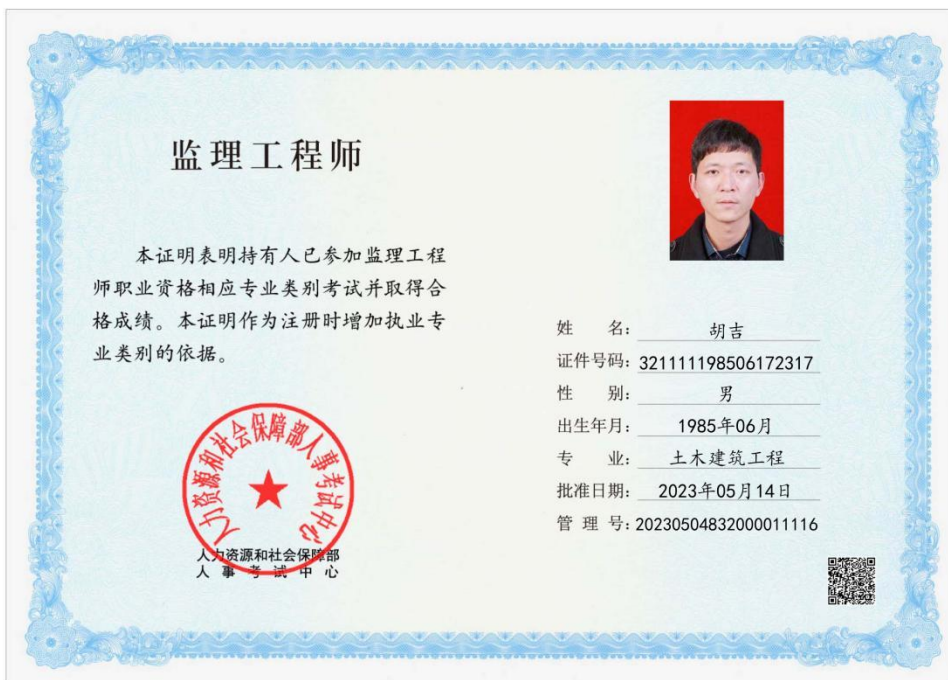 监理工程师
本证明表明持有人已参加监理工程
师职业资格相应专业类别考试并取得合
格成绩。本证明作为注册时增加执业专
业类别的依据。
人力资源和社会保障部人事考试中心
人力资源和社会保障部
人事考试中心
姓名: 胡吉
证件号码: 321111198506172317
性别: 男
出生年月: 1985年06月
专业: 土木建筑工程
批准日期: 2023年05月14日
管理号: 20230504832000011116